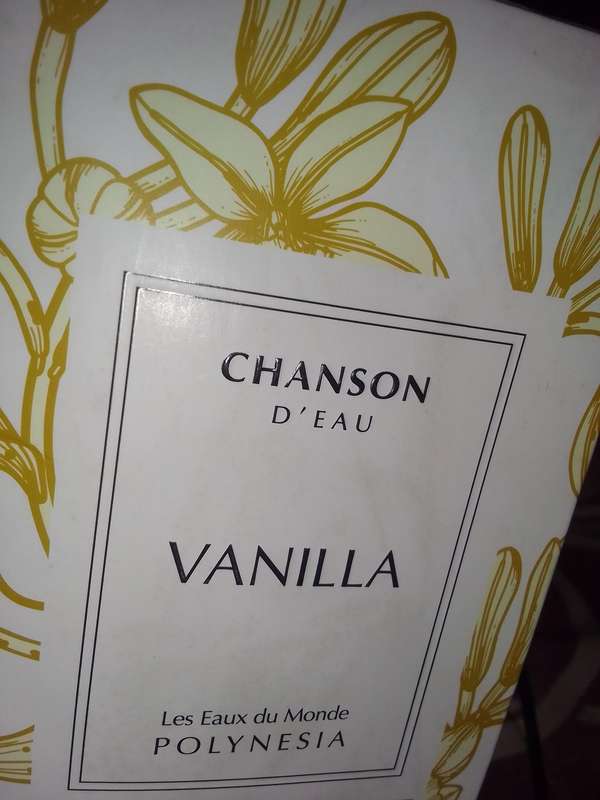 CHANSON
D'EAU
VANILLA
Les Eaux du Monde
POLYNESIA